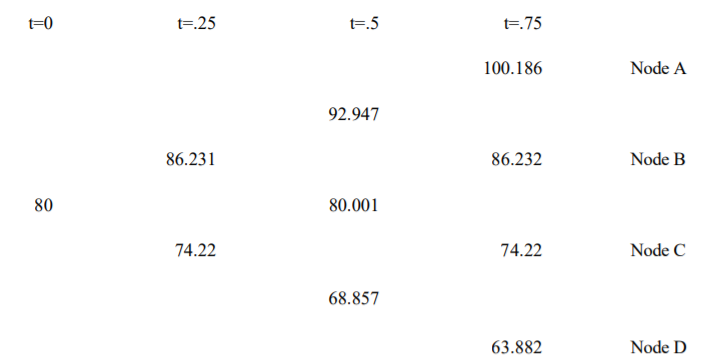 t=0 t=.25 t=.5 t=.75
100.186 Node A
92.947
86.231 86.232 Node B
80 80.001
74.22 74.22 Node C
68.857
63.882 Node D